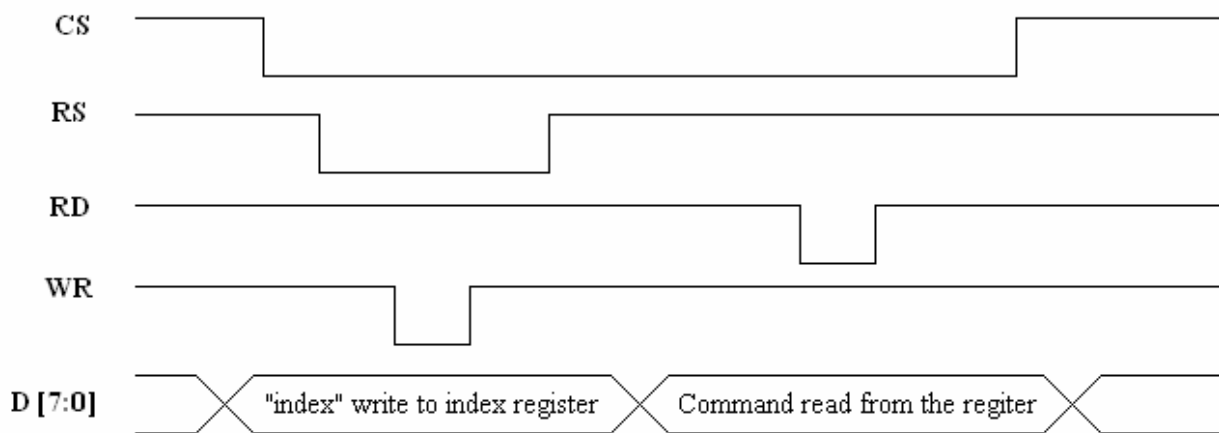 CS
RS
RD
WR
D [7:0]
"index" write to index register
Command read from the regiter